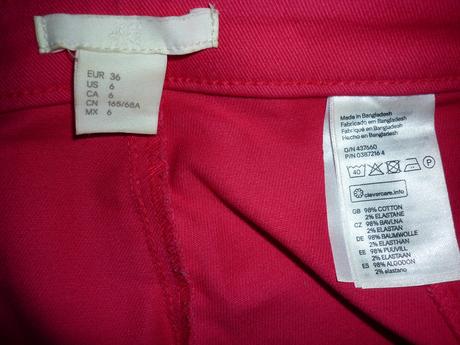 EUR 36
US 6
CA 6
CN 165/68A
MX 6
Made in Bangladesh
Fabricado em Bangladesh
Fabriqué en Bangladesh
Hecho en Bangladesh
O/N 437660
P/N 0387216 4
40
P
clevercare.info
GB 98% COTTON
2% ELASTANE
CZ 98% BAVLNA
2% ELASTAN
DE 98% BAUMWOLLE
2% ELASTHAN
EE 98% PUUVILL
2% ELASTAAN
ES 98% ALGODÓN
2% elastano